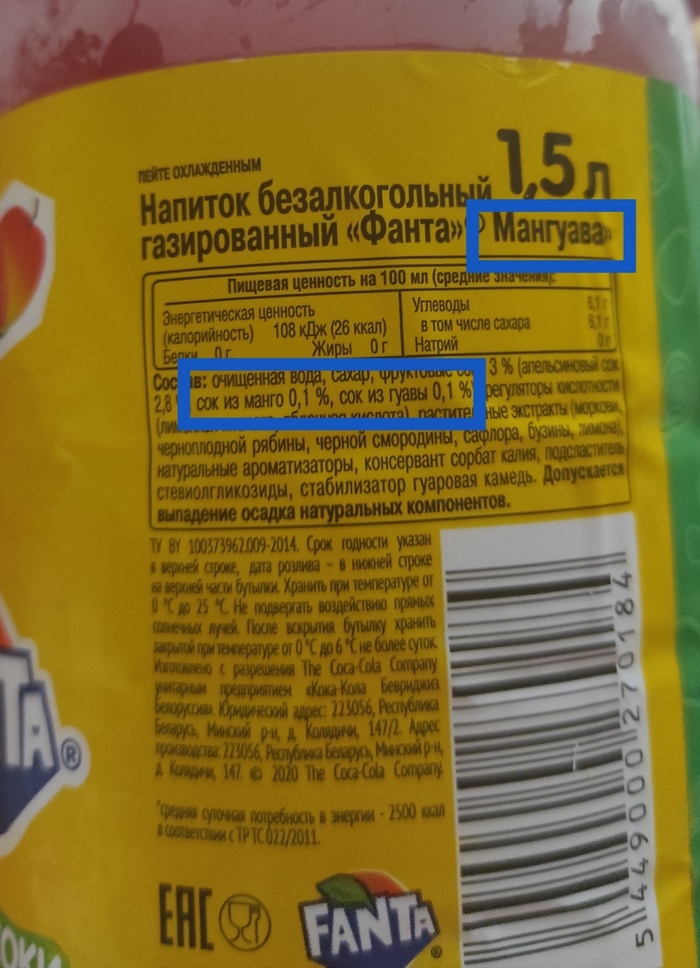 ПЕЙТЕ ОХЛАЖДЕННЫМ
1,5 л
Напиток безалкогольный
газированный «Фанта»® Мангуава»
Пищевая ценность на 100 мл (средние значения):
Энергетическая ценность
(калорийность) 108 кДж (26 ккал)
Белки 0 г Жиры 0 г
Углеводы 6,1 г
в том числе сахара 6,1 г
Натрий 0 г
Состав: очищенная вода, сахар, фруктовые 3 % (апельсиновый сок
2,8 сок из манго 0,1 %, сок из гуавы 0,1 % регуляторы кислотности
кислота), растительные экстракты (моркови,
черноплодной рябины, черной смородины, сафлора, бузины, лимона),
натуральные ароматизаторы, консервант сорбат калия, подсластитель
стевиолгликозиды, стабилизатор гуаровая камедь. Допускается
выпадение осадка натуральных компонентов.
ТУ BY 100373962.009-2014. Срок годности указан
в верхней строке, дата розлива – в нижней строке
на верхней части бутылки. Хранить при температуре от
0 °С до 25 °С. Не подвергать воздействию прямых
солнечных лучей. После вскрытия бутылку хранить
закрытой при температуре от 0 °С до 6 °С не более суток.
Изготовлено с разрешения The Coca-Cola Company
унитарным предприятием «Кока-Кола Бевриджиз
Белоруссия». Юридический адрес: 223056, Республика
Беларусь, Минский р-н, д. Колядичи, 147/2. Адрес
производства: 223056, Республика Беларусь, Минский р-н,
д. Колядичи, 147. © 2020 The Coca-Cola Company.
*средняя суточная потребность в энергии - 2500 ккал
в соответствии с ТР ТС 022/2011.
EAC
FANTA®
TA®
ОКИ
5 449000 270184